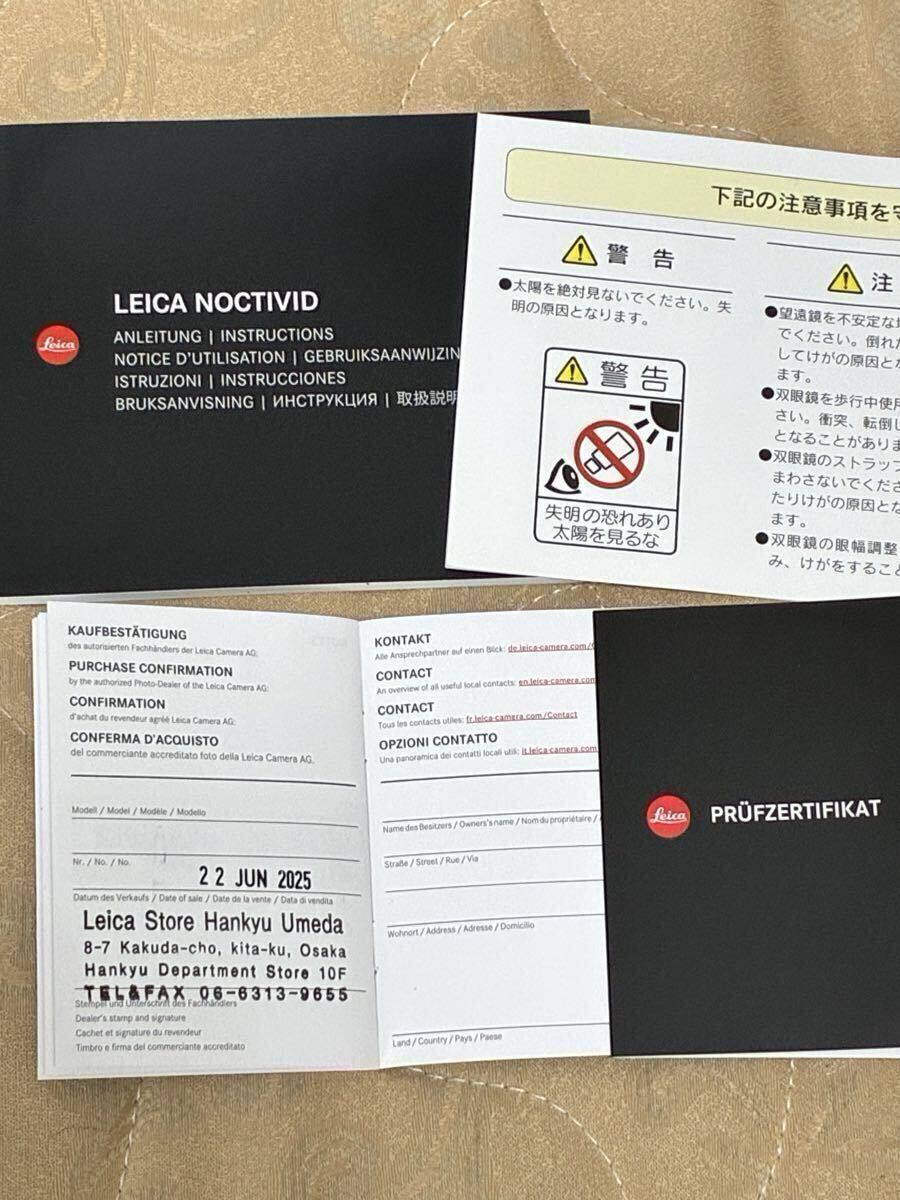 LEICA NOCTIVID
Leica
ANLEITUNG | INSTRUCTIONS
NOTICE D'UTILISATION | GEBRUIKSAANWIJZIN
ISTRUZIONI | INSTRUCCIONES
BRUKSANVISNING | ИНСТРУКЦИЯ | 取扱説明
下記の注意事項を守
警 告
●太陽を絶対見ないでください。失
明の原因となります。
警 告
失明の恐れあり
太陽を見るな
注
●望遠鏡を不安定な場
でください。倒れた
してけがの原因とな
ます。
●双眼鏡を歩行中使用
さい。衝突、転倒し
となることがありま
●双眼鏡のストラップ
まわさないでくださ
たりけがの原因とな
ます。
●双眼鏡の眼幅調整
み、けがをすること
KAUFBESTÄTIGUNG
des autorisierten Fachhändlers der Leica Camera AG:
PURCHASE CONFIRMATION
by the authorized Photo-Dealer of the Leica Camera AG:
CONFIRMATION
d'achat du revendeur agréé Leica Camera AG:
CONFERMA D'ACQUISTO
del commerciante accreditato foto della Leica Camera AG.
Modell / Model / Modèle / Modello
Nr. / No. / No.
22 JUN 2025
Datum des Verkaufs / Date of sale / Date de la vente / Data di vendita
Leica Store Hankyu Umeda
8-7 Kakuda-cho, kita-ku, Osaka
Hankyu Department Store 10F
TEL&FAX 06-6313-9655
Stempel und Unterschrift des Fachhändlers
Dealer's stamp and signature
Cachet et signature du revendeur
Timbro e firma del commerciante accreditato
KONTAKT
Alle Ansprechpartner auf einen Blick: de.leica-camera.com/
CONTACT
An overview of all useful local contacts: en.leica-camera.com
CONTACT
Tous les contacts utiles: fr.leica-camera.com/Contact
OPZIONI CONTATTO
Una panoramica dei contatti locali utili: it.leica-camera.com
Name des Besitzers / Owners's name / Nom du propriétaire /
Straße / Street / Rue / Via
Wohnort / Address / Adresse / Domicilio
Land / Country / Pays / Paese
Leica
PRÜFZERTIFIKAT